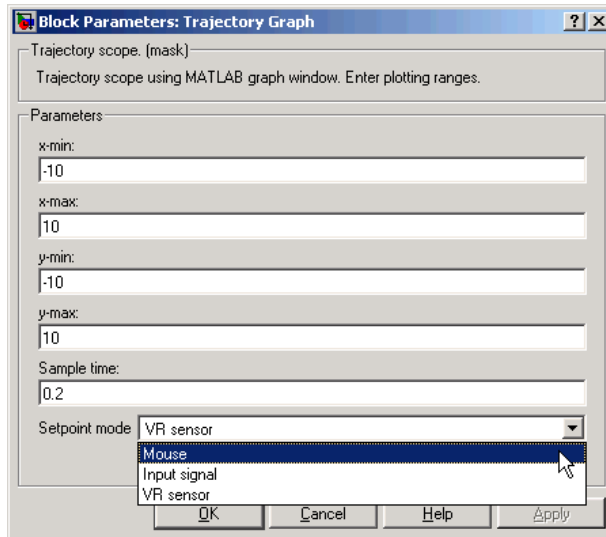 Block Parameters: Trajectory Graph
Trajectory scope. (mask)
Trajectory scope using MATLAB graph window. Enter plotting ranges.
Parameters
x-min:
-10
x-max:
10
y-min:
-10
y-max:
10
Sample time:
0.2
Setpoint mode VR sensor
Mouse
Input signal
VR sensor
OK Cancel Help Apply